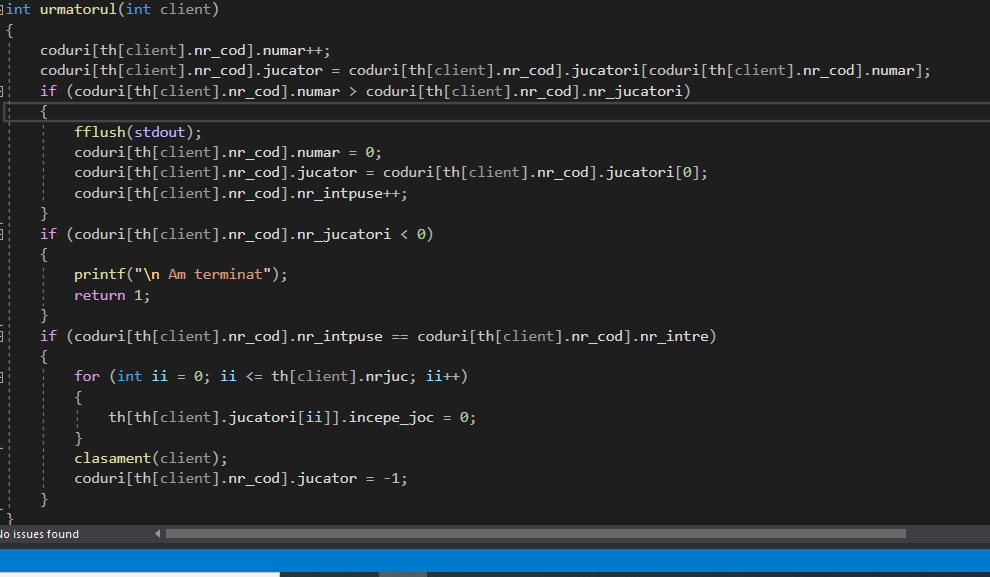 int urmatorul(int client)
{
    coduri[th[client].nr_cod].numar++;
    coduri[th[client].nr_cod].jucator = coduri[th[client].nr_cod].jucatori[coduri[th[client].nr_cod].numar];
    if (coduri[th[client].nr_cod].numar > coduri[th[client].nr_cod].nr_jucatori)
    {
        fflush(stdout);
        coduri[th[client].nr_cod].numar = 0;
        coduri[th[client].nr_cod].jucator = coduri[th[client].nr_cod].jucatori[0];
        coduri[th[client].nr_cod].nr_intpuse++;
    }
    if (coduri[th[client].nr_cod].nr_jucatori < 0)
    {
        printf("\n Am terminat");
        return 1;
    }
    if (coduri[th[client].nr_cod].nr_intpuse == coduri[th[client].nr_cod].nr_intre)
    {
        for (int ii = 0; ii <= th[client].nrjuc; ii++)
        {
            th[th[client].jucatori[ii]].incepe_joc = 0;
        }
        clasament(client);
        coduri[th[client].nr_cod].jucator = -1;
    }
}
No issues found